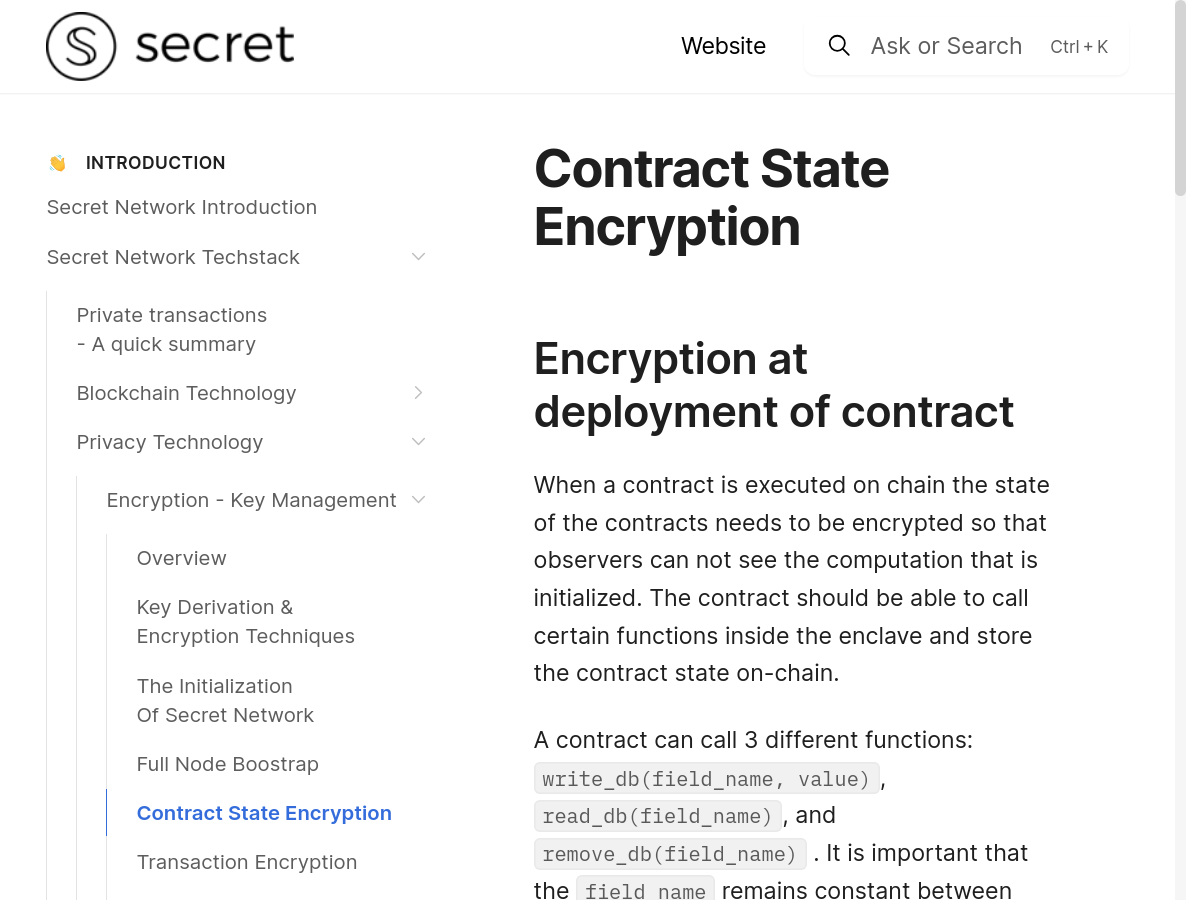 secret
Website
Ask or Search Ctrl + K
INTRODUCTION
Secret Network Introduction
Secret Network Techstack
Private transactions
- A quick summary
Blockchain Technology
Privacy Technology
Encryption - Key Management
Overview
Key Derivation &
Encryption Techniques
The Initialization
Of Secret Network
Full Node Boostrap
Contract State Encryption
Transaction Encryption
Contract State
Encryption
Encryption at
deployment of contract
When a contract is executed on chain the state
of the contracts needs to be encrypted so that
observers can not see the computation that is
initialized. The contract should be able to call
certain functions inside the enclave and store
the contract state on-chain.
A contract can call 3 different functions:
write_db(field_name, value),
read_db(field_name), and
remove_db(field_name) . It is important that
the field_name remains constant between